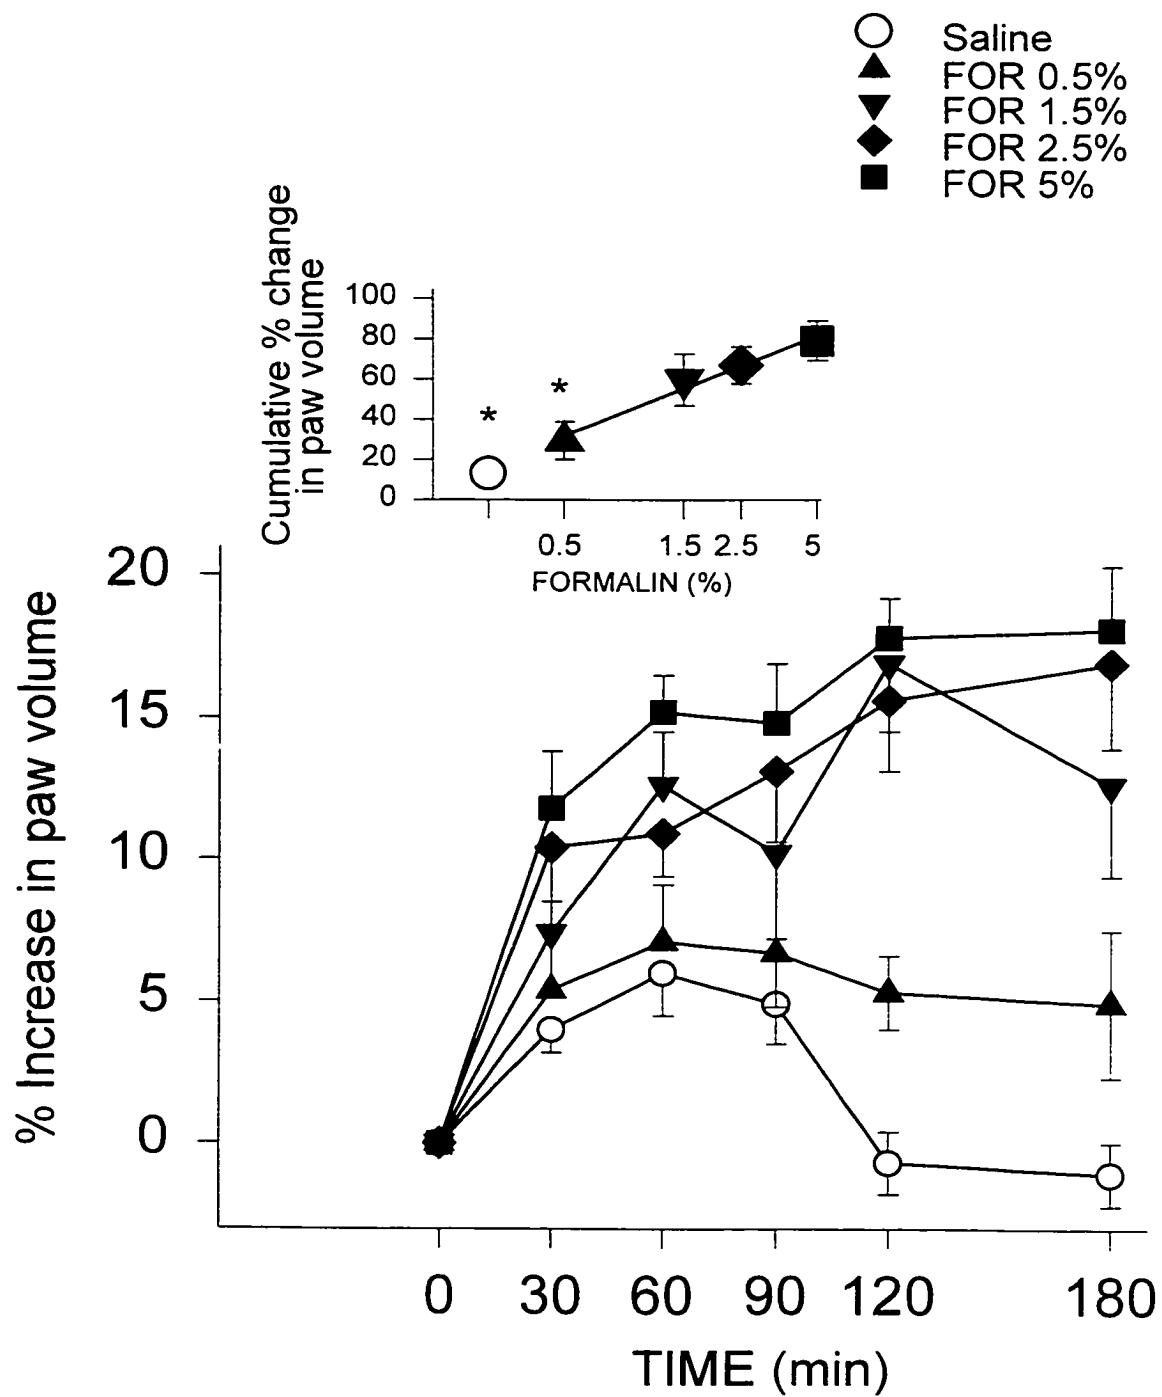 Saline
FOR 0.5%
FOR 1.5%
FOR 2.5%
FOR 5%
Cumulative % change
in paw volume
100
80
60
40
20
0
*
*
0.5 1.5 2.5 5
FORMALIN (%)
% Increase in paw volume
20
15
10
5
0
0 30 60 90 120 180
TIME (min)